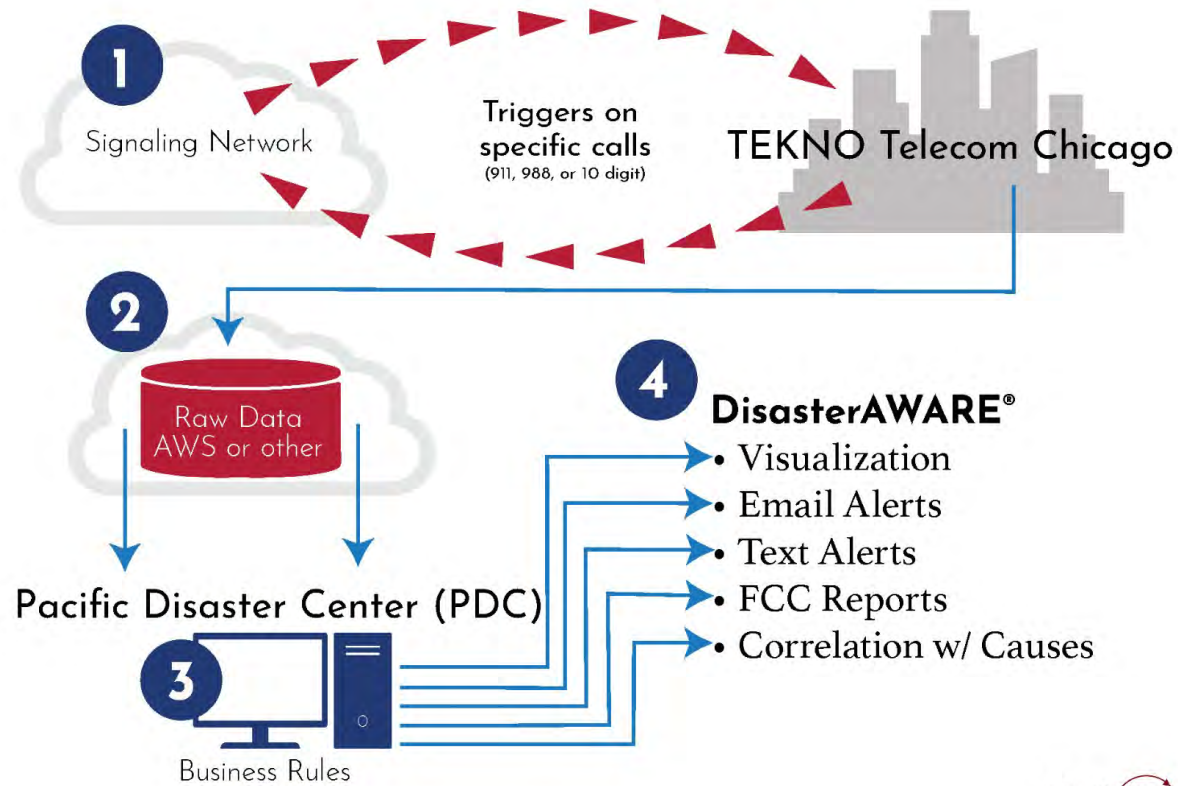 1
Signaling Network
Triggers on
specific calls
(911, 988, or 10 digit)
TEKNO Telecom Chicago
2
Raw Data
AWS or other
Pacific Disaster Center (PDC)
3
Business Rules
4
DisasterAWARE®
• Visualization
• Email Alerts
• Text Alerts
• FCC Reports
• Correlation w/ Causes